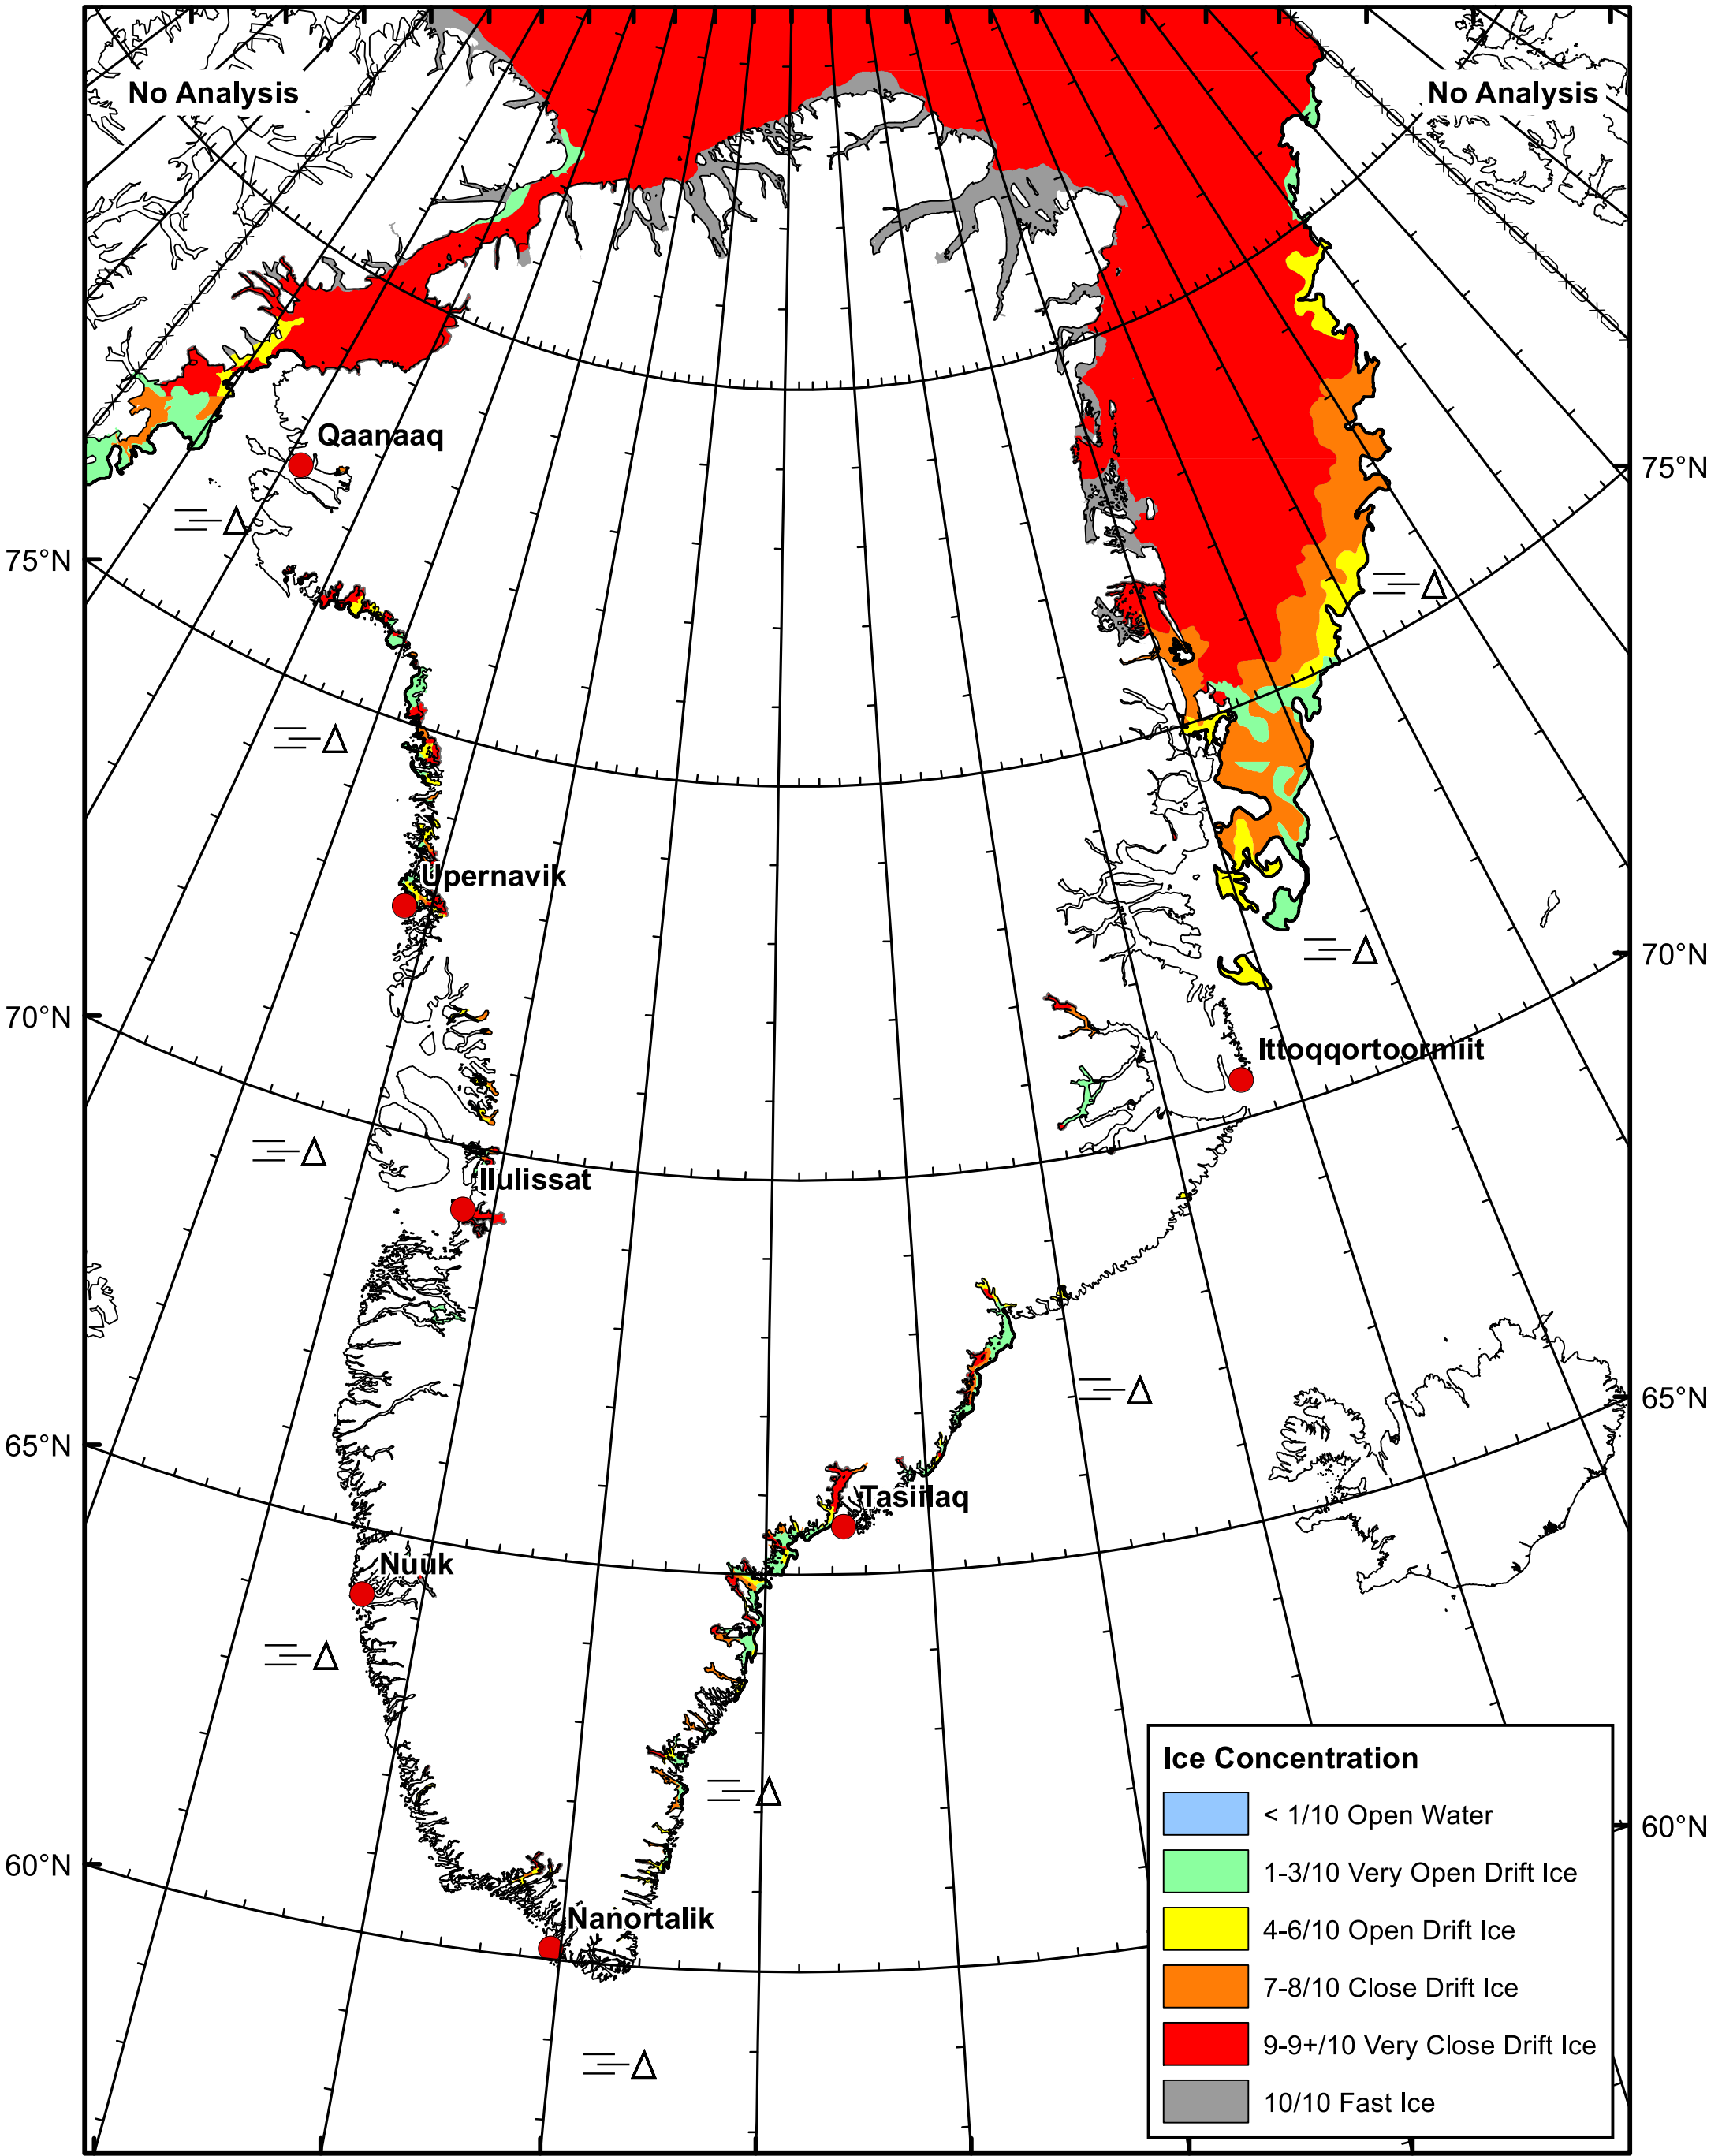 No Analysis
No Analysis
Qaanaaq
75°N
75°N
Upernavik
70°N
70°N
Ittoqqortoormiit
Ilulissat
65°N
65°N
Tasiilaq
Nuuk
60°N
60°N
Nanortalik
Ice Concentration
< 1/10 Open Water
1-3/10 Very Open Drift Ice
4-6/10 Open Drift Ice
7-8/10 Close Drift Ice
9-9+/10 Very Close Drift Ice
10/10 Fast Ice